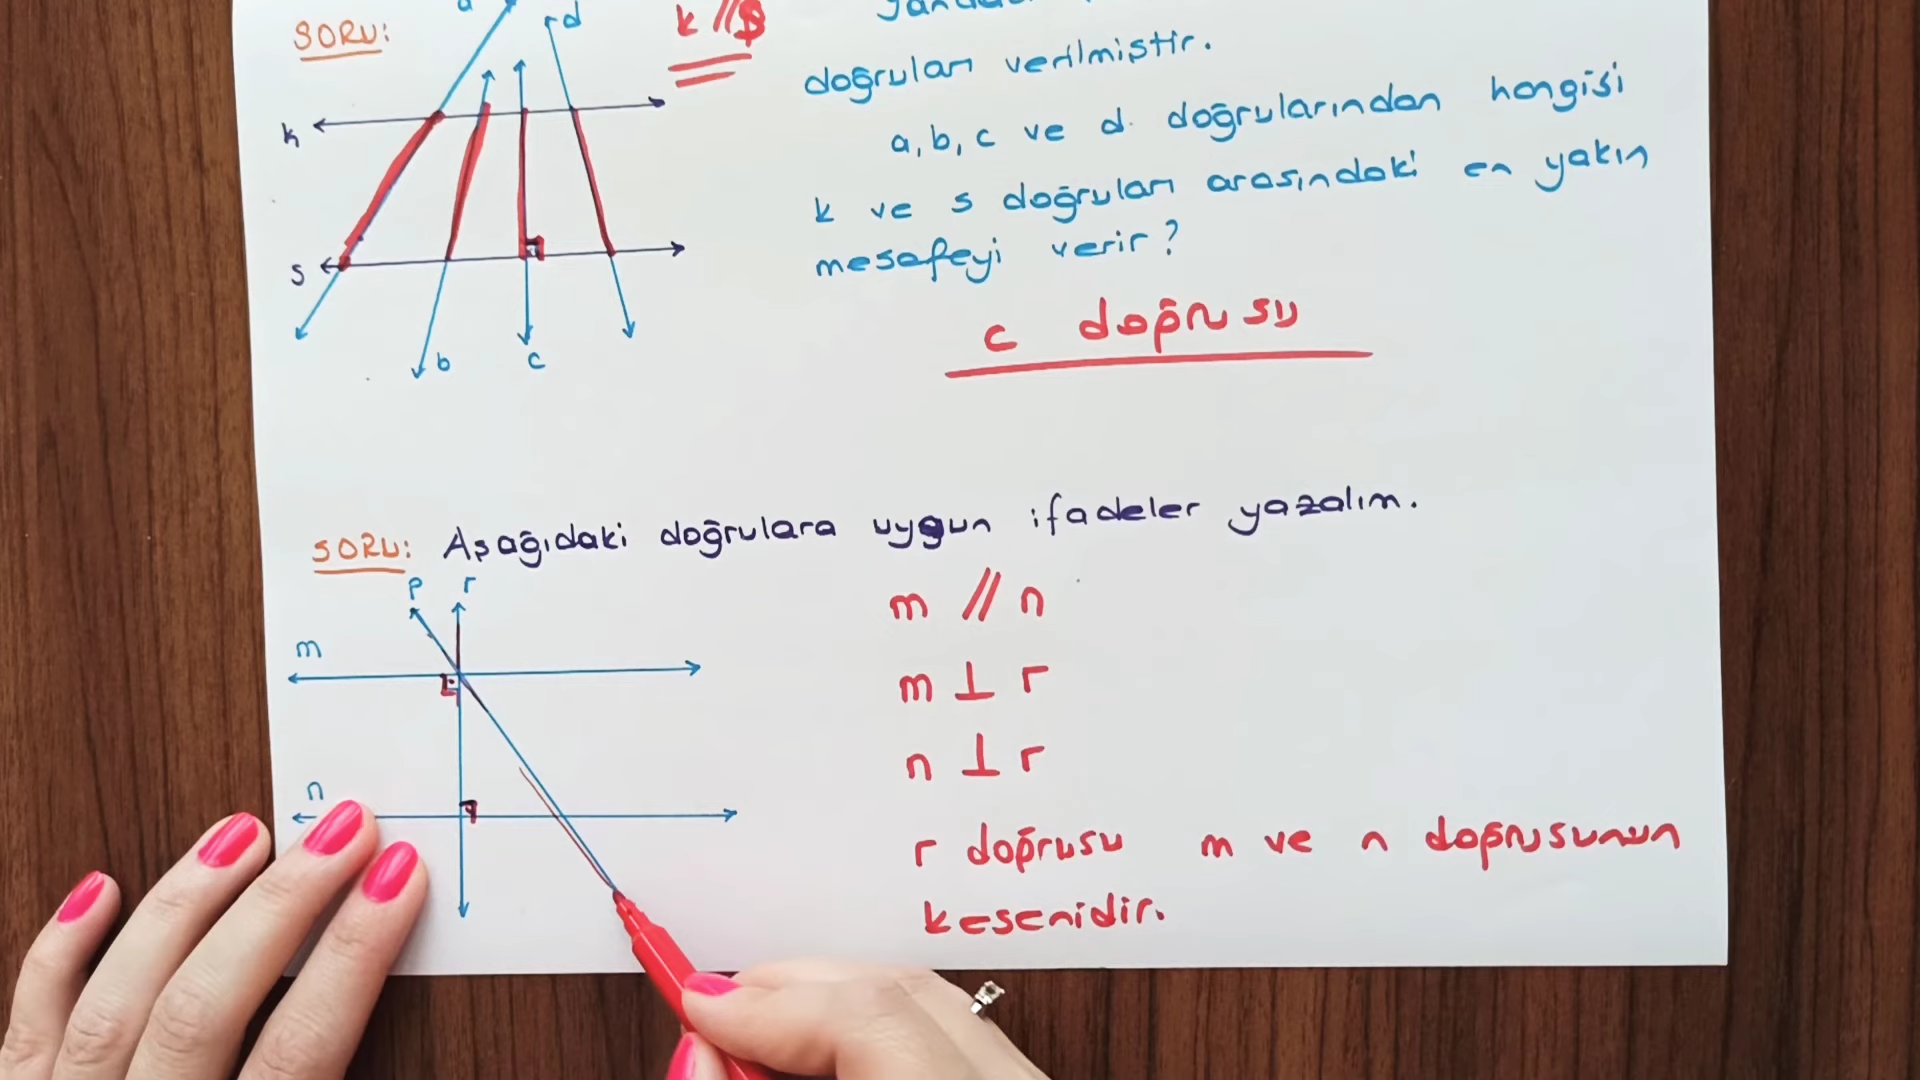 SORU:
a
d
k // s
doğruları verilmiştir.
a, b, c ve d doğrularından hangisi
k
k ve s doğruları arasındaki en yakın
s
mesafeyi verir?
b
c
c doğrusu
SORU: Aşağıdaki doğrulara uygun ifadeler yazalım.
p
r
m
n
m // n
m ⊥ r
n ⊥ r
r doğrusu m ve n doğrusunun
kesenidir.